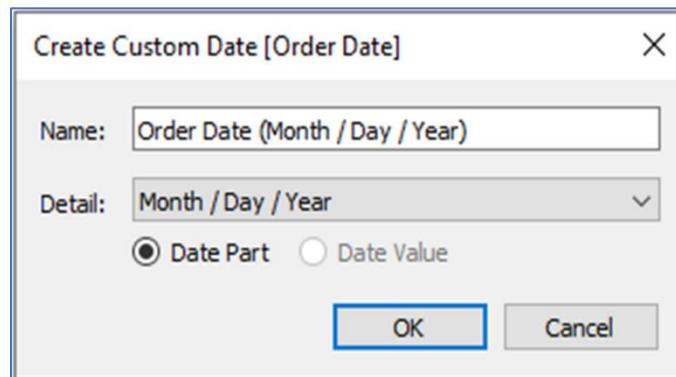 Create Custom Date [Order Date]
Name: Order Date (Month / Day / Year)
Detail: Month / Day / Year
Date Part Date Value
OK Cancel